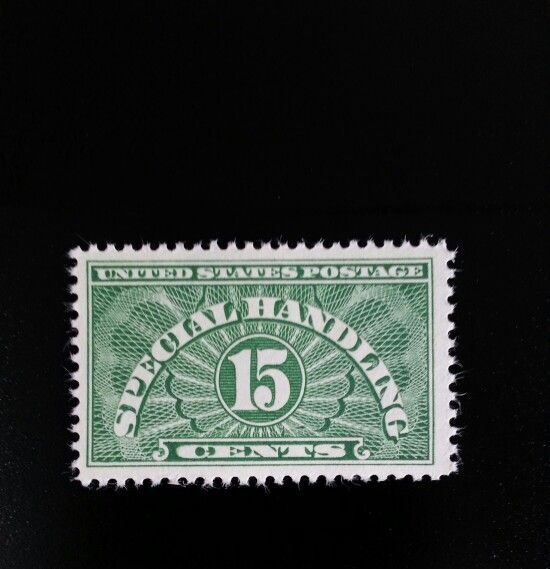 UNITED STATES POSTAGE
SPECIAL HANDLING
15
CENTS